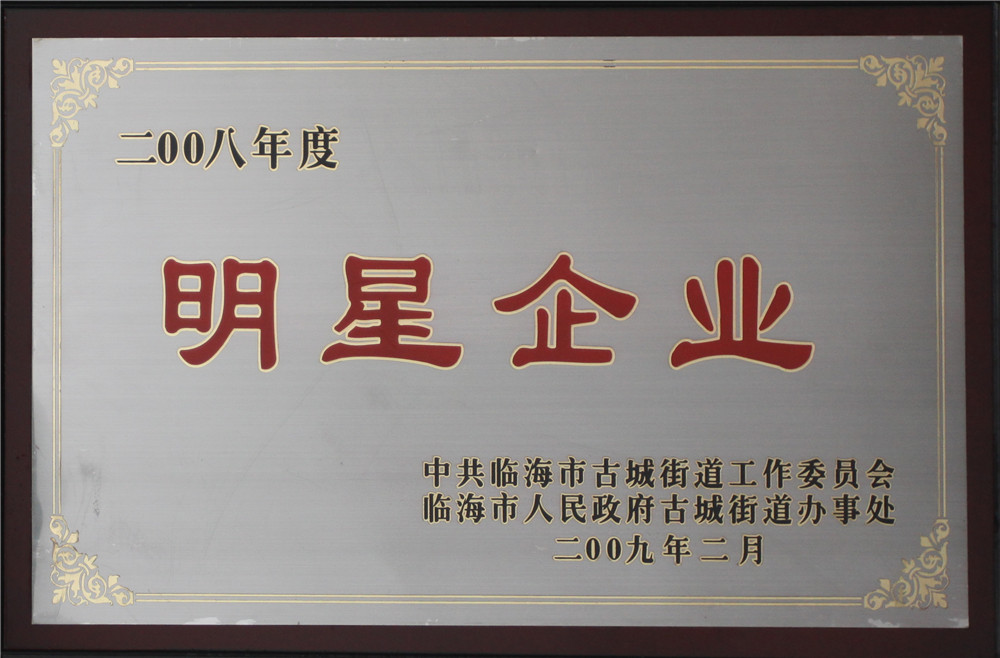 二00八年度
明星企业
中共临海市古城街道工作委员会
临海市人民政府古城街道办事处
二00九年二月